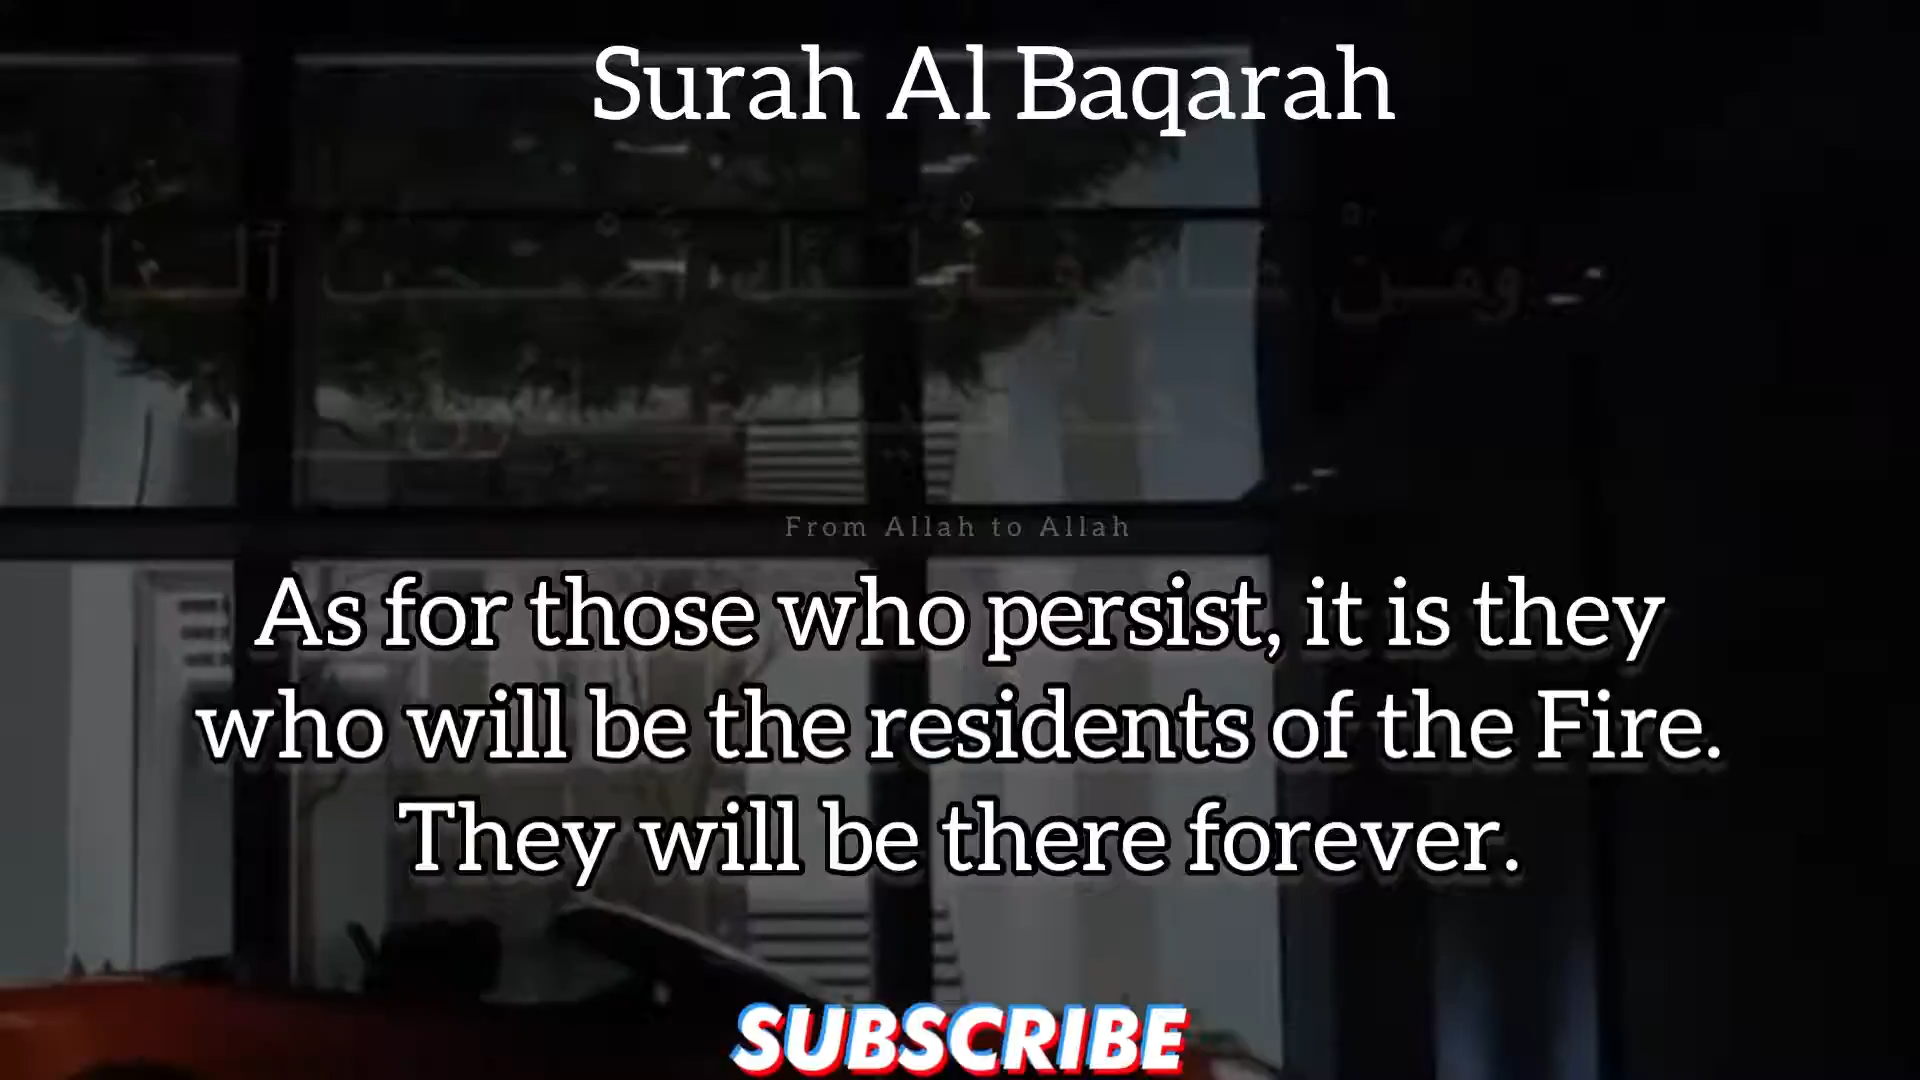 Surah Al Baqarah
From Allah to Allah
As for those who persist, it is they
who will be the residents of the Fire.
They will be there forever.
SUBSCRIBE